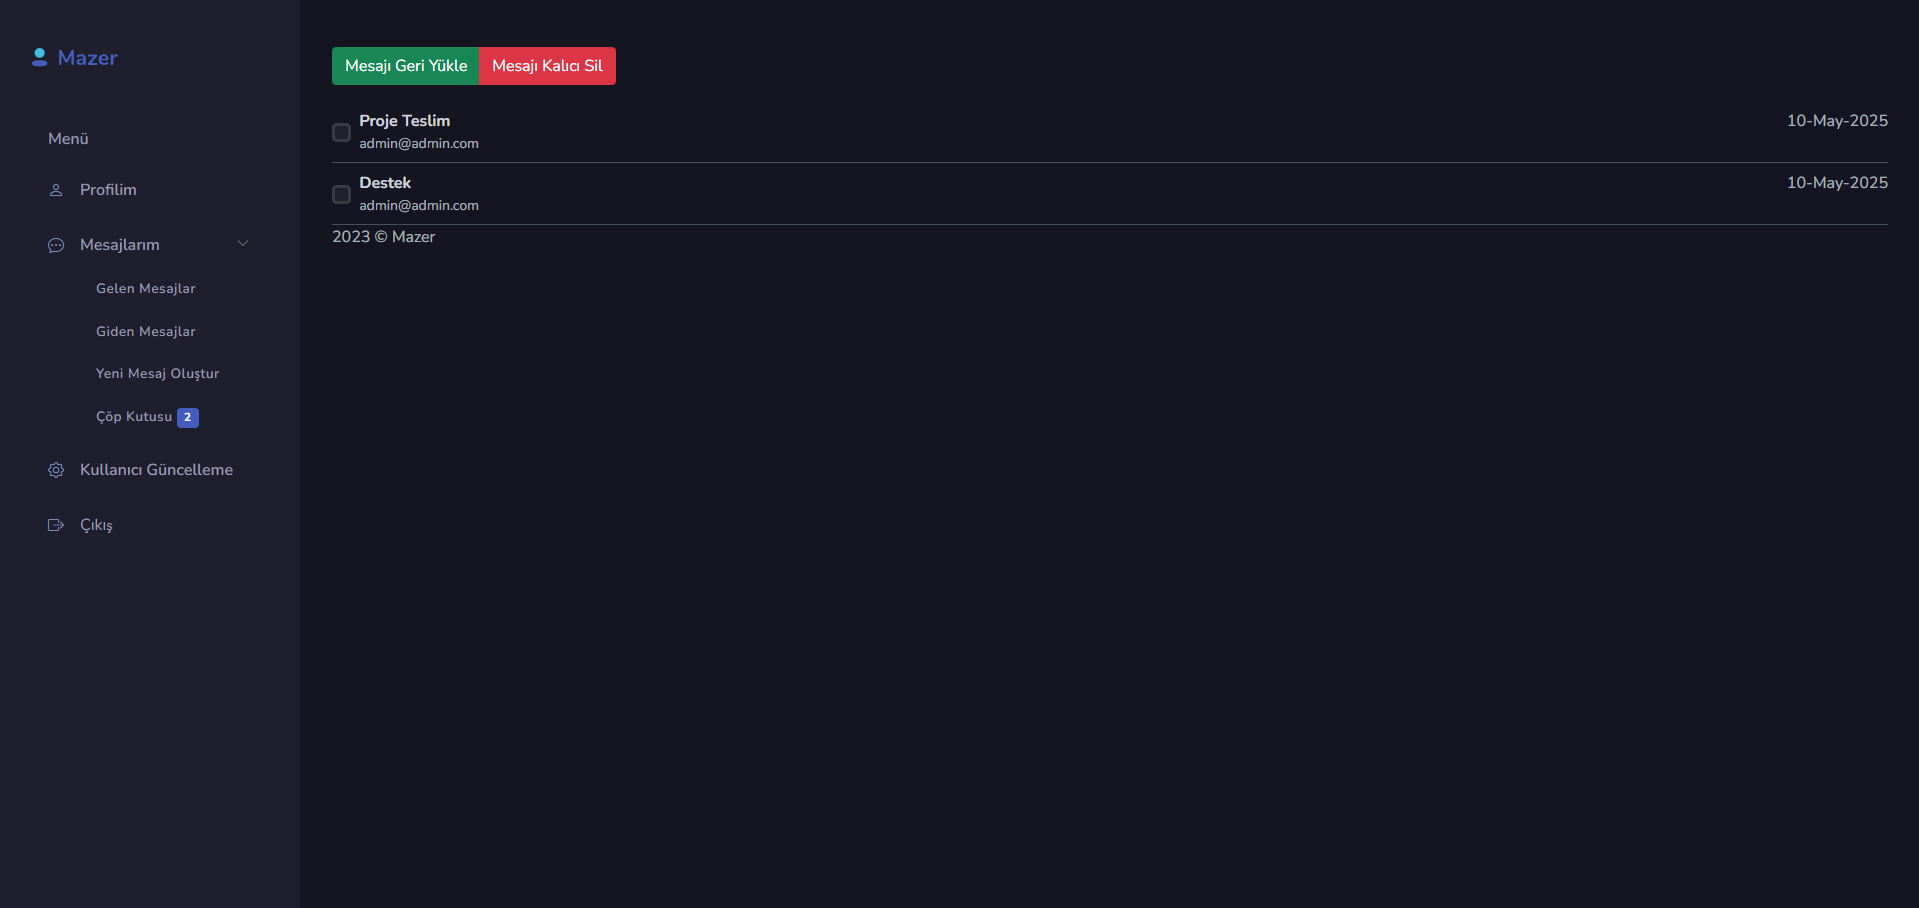 Mazer
Menü
Profilim
Mesajlarım
Gelen Mesajlar
Giden Mesajlar
Yeni Mesaj Oluştur
Çöp Kutusu 2
Kullanıcı Güncelleme
Çıkış
Mesajı Geri Yükle Mesajı Kalıcı Sil
Proje Teslim 10-May-2025
admin@admin.com
Destek 10-May-2025
admin@admin.com
2023 © Mazer